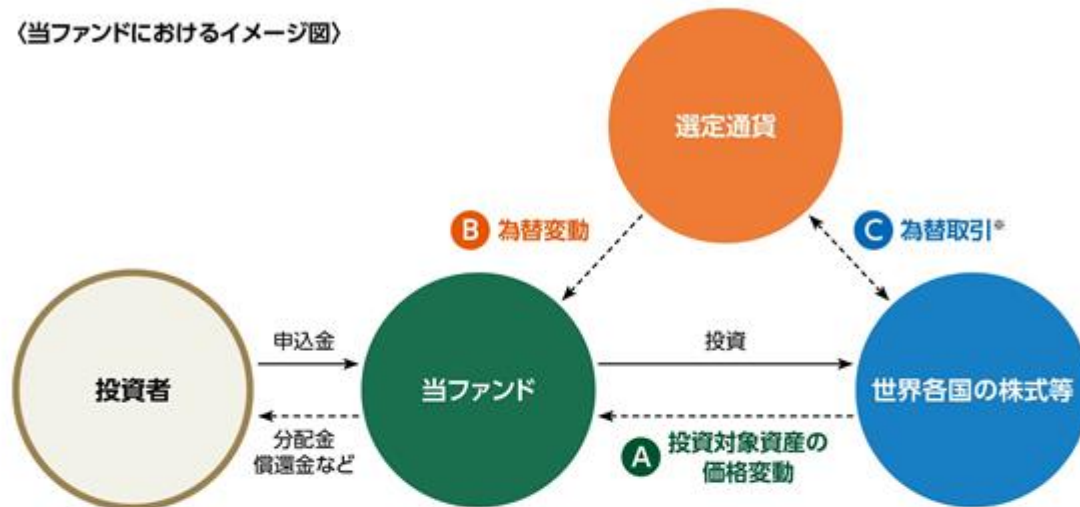 〈当ファンドにおけるイメージ図〉
選定通貨
B 為替変動
C 為替取引※
申込金
投資
投資者
当ファンド
世界各国の株式等
分配金
償還金など
A 投資対象資産の
価格変動